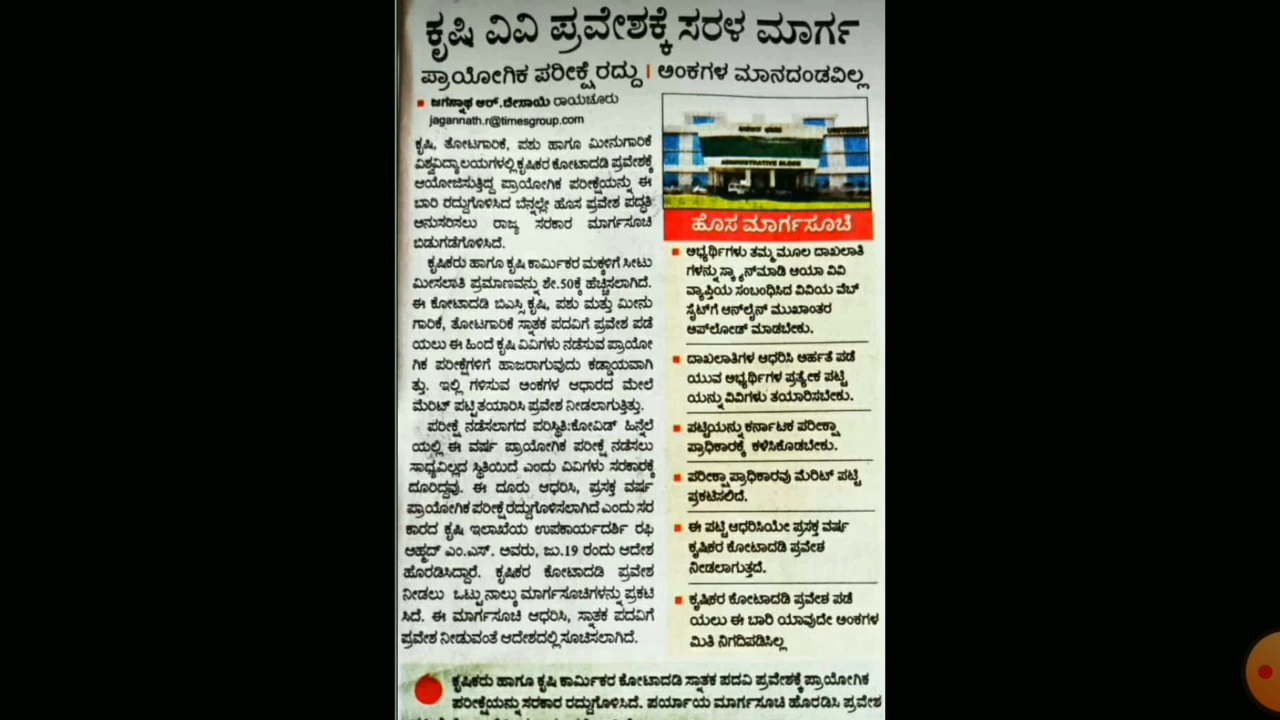 ಕೃಷಿ ವಿವಿ ಪ್ರವೇಶಕ್ಕೆ ಸರಳ ಮಾರ್ಗ
ಪ್ರಾಯೋಗಿಕ ಪರೀಕ್ಷೆ ರದ್ದು | ಅಂಕಗಳ ಮಾನದಂಡವಿಲ್ಲ
ಜಗನ್ನಾಥ ಆರ್.ದೇಸಾಯಿ ರಾಯಚೂರು
jagannath.r@timesgroup.com
ಕೃಷಿ, ತೋಟಗಾರಿಕೆ, ಪಶು ಹಾಗೂ ಮೀನುಗಾರಿಕೆ
ವಿಶ್ವವಿದ್ಯಾಲಯಗಳಲ್ಲಿ ಕೃಷಿಕರ ಕೋಟಾದಡಿ ಪ್ರವೇಶಕ್ಕೆ
ಆಯೋಜಿಸುತ್ತಿದ್ದ ಪ್ರಾಯೋಗಿಕ ಪರೀಕ್ಷೆಯನ್ನು ಈ
ಬಾರಿ ರದ್ದುಗೊಳಿಸಿದ ಬೆನ್ನಲ್ಲೇ ಹೊಸ ಪ್ರವೇಶ ಪದ್ಧತಿ
ಅನುಸರಿಸಲು ರಾಜ್ಯ ಸರಕಾರ ಮಾರ್ಗಸೂಚಿ
ಬಿಡುಗಡೆಗೊಳಿಸಿದೆ.
ಕೃಷಿಕರು ಹಾಗೂ ಕೃಷಿ ಕಾರ್ಮಿಕರ ಮಕ್ಕಳಿಗೆ ಸೀಟು
ಮೀಸಲಾತಿ ಪ್ರಮಾಣವನ್ನು ಶೇ.50ಕ್ಕೆ ಹೆಚ್ಚಿಸಲಾಗಿದೆ.
ಈ ಕೋಟಾದಡಿ ಬಿಎಸ್ಸಿ ಕೃಷಿ, ಪಶು ಮತ್ತು ಮೀನು
ಗಾರಿಕೆ, ತೋಟಗಾರಿಕೆ ಸ್ನಾತಕ ಪದವಿಗೆ ಪ್ರವೇಶ ಪಡೆ
ಯಲು ಈ ಹಿಂದೆ ಕೃಷಿ ವಿವಿಗಳು ನಡೆಸುವ ಪ್ರಾಯೋ
ಗಿಕ ಪರೀಕ್ಷೆಗಳಿಗೆ ಹಾಜರಾಗುವುದು ಕಡ್ಡಾಯವಾಗಿ
ತ್ತು. ಇಲ್ಲಿ ಗಳಿಸುವ ಅಂಕಗಳ ಆಧಾರದ ಮೇಲೆ
ಮೆರಿಟ್ ಪಟ್ಟಿ ತಯಾರಿಸಿ ಪ್ರವೇಶ ನೀಡಲಾಗುತ್ತಿತ್ತು.
ಪರೀಕ್ಷೆ ನಡೆಸಲಾಗದ ಪರಿಸ್ಥಿತಿ:ಕೋವಿಡ್ ಹಿನ್ನೆಲೆ
ಯಲ್ಲಿ ಈ ವರ್ಷ ಪ್ರಾಯೋಗಿಕ ಪರೀಕ್ಷೆ ನಡೆಸಲು
ಸಾಧ್ಯವಿಲ್ಲದ ಸ್ಥಿತಿಯಿದೆ ಎಂದು ವಿವಿಗಳು ಸರಕಾರಕ್ಕೆ
ದೂರಿದ್ದವು. ಈ ದೂರು ಆಧರಿಸಿ, ಪ್ರಸಕ್ತ ವರ್ಷ
ಪ್ರಾಯೋಗಿಕ ಪರೀಕ್ಷೆ ರದ್ದುಗೊಳಿಸಲಾಗಿದೆ ಎಂದು ಸರ
ಕಾರದ ಕೃಷಿ ಇಲಾಖೆಯ ಉಪಕಾರ್ಯದರ್ಶಿ ರಫಿ
ಅಹ್ಮದ್ ಎಂ.ಎಸ್. ಅವರು, ಜು.19 ರಂದು ಆದೇಶ
ಹೊರಡಿಸಿದ್ದಾರೆ. ಕೃಷಿಕರ ಕೋಟಾದಡಿ ಪ್ರವೇಶ
ನೀಡಲು ಒಟ್ಟು ನಾಲ್ಕು ಮಾರ್ಗಸೂಚಿಗಳನ್ನು ಪ್ರಕಟಿ
ಸಿದೆ. ಈ ಮಾರ್ಗಸೂಚಿ ಆಧರಿಸಿ, ಸ್ನಾತಕ ಪದವಿಗೆ
ಪ್ರವೇಶ ನೀಡುವಂತೆ ಆದೇಶದಲ್ಲಿ ಸೂಚಿಸಲಾಗಿದೆ.
ADMINISTRATIVE BLOCK
ಹೊಸ ಮಾರ್ಗಸೂಚಿ
ಅಭ್ಯರ್ಥಿಗಳು ತಮ್ಮ ಮೂಲ ದಾಖಲಾತಿ
ಗಳನ್ನು ಸ್ಕ್ಯಾನ್‌ಮಾಡಿ ಆಯಾ ವಿವಿ
ವ್ಯಾಪ್ತಿಯ ಸಂಬಂಧಿಸಿದ ವಿವಿಯ ವೆಬ್
ಸೈಟ್‌ಗೆ ಆನ್‌ಲೈನ್ ಮುಖಾಂತರ
ಅಪ್‌ಲೋಡ್ ಮಾಡಬೇಕು.
ದಾಖಲಾತಿಗಳ ಆಧರಿಸಿ ಅರ್ಹತೆ ಪಡೆ
ಯುವ ಅಭ್ಯರ್ಥಿಗಳ ಪ್ರತ್ಯೇಕ ಪಟ್ಟಿ
ಯನ್ನು ವಿವಿಗಳು ತಯಾರಿಸಬೇಕು.
ಪಟ್ಟಿಯನ್ನು ಕರ್ನಾಟಕ ಪರೀಕ್ಷಾ
ಪ್ರಾಧಿಕಾರಕ್ಕೆ ಕಳಿಸಿಕೊಡಬೇಕು.
ಪರೀಕ್ಷಾ ಪ್ರಾಧಿಕಾರವು ಮೆರಿಟ್ ಪಟ್ಟಿ
ಪ್ರಕಟಿಸಲಿದೆ.
ಈ ಪಟ್ಟಿ ಆಧರಿಸಿಯೇ ಪ್ರಸಕ್ತ ವರ್ಷ
ಕೃಷಿಕರ ಕೋಟಾದಡಿ ಪ್ರವೇಶ
ನೀಡಲಾಗುತ್ತದೆ.
ಕೃಷಿಕರ ಕೋಟಾದಡಿ ಪ್ರವೇಶ ಪಡೆ
ಯಲು ಈ ಬಾರಿ ಯಾವುದೇ ಅಂಕಗಳ
ಮಿತಿ ನಿಗದಿಪಡಿಸಿಲ್ಲ
ಕೃಷಿಕರು ಹಾಗೂ ಕೃಷಿ ಕಾರ್ಮಿಕರ ಕೋಟಾದಡಿ ಸ್ನಾತಕ ಪದವಿ ಪ್ರವೇಶಕ್ಕೆ ಪ್ರಾಯೋಗಿಕ
ಪರೀಕ್ಷೆಯನ್ನು ಸರಕಾರ ರದ್ದುಗೊಳಿಸಿದೆ. ಪರ್ಯಾಯ ಮಾರ್ಗಸೂಚಿ ಹೊರಡಿಸಿ ಪ್ರವೇಶ